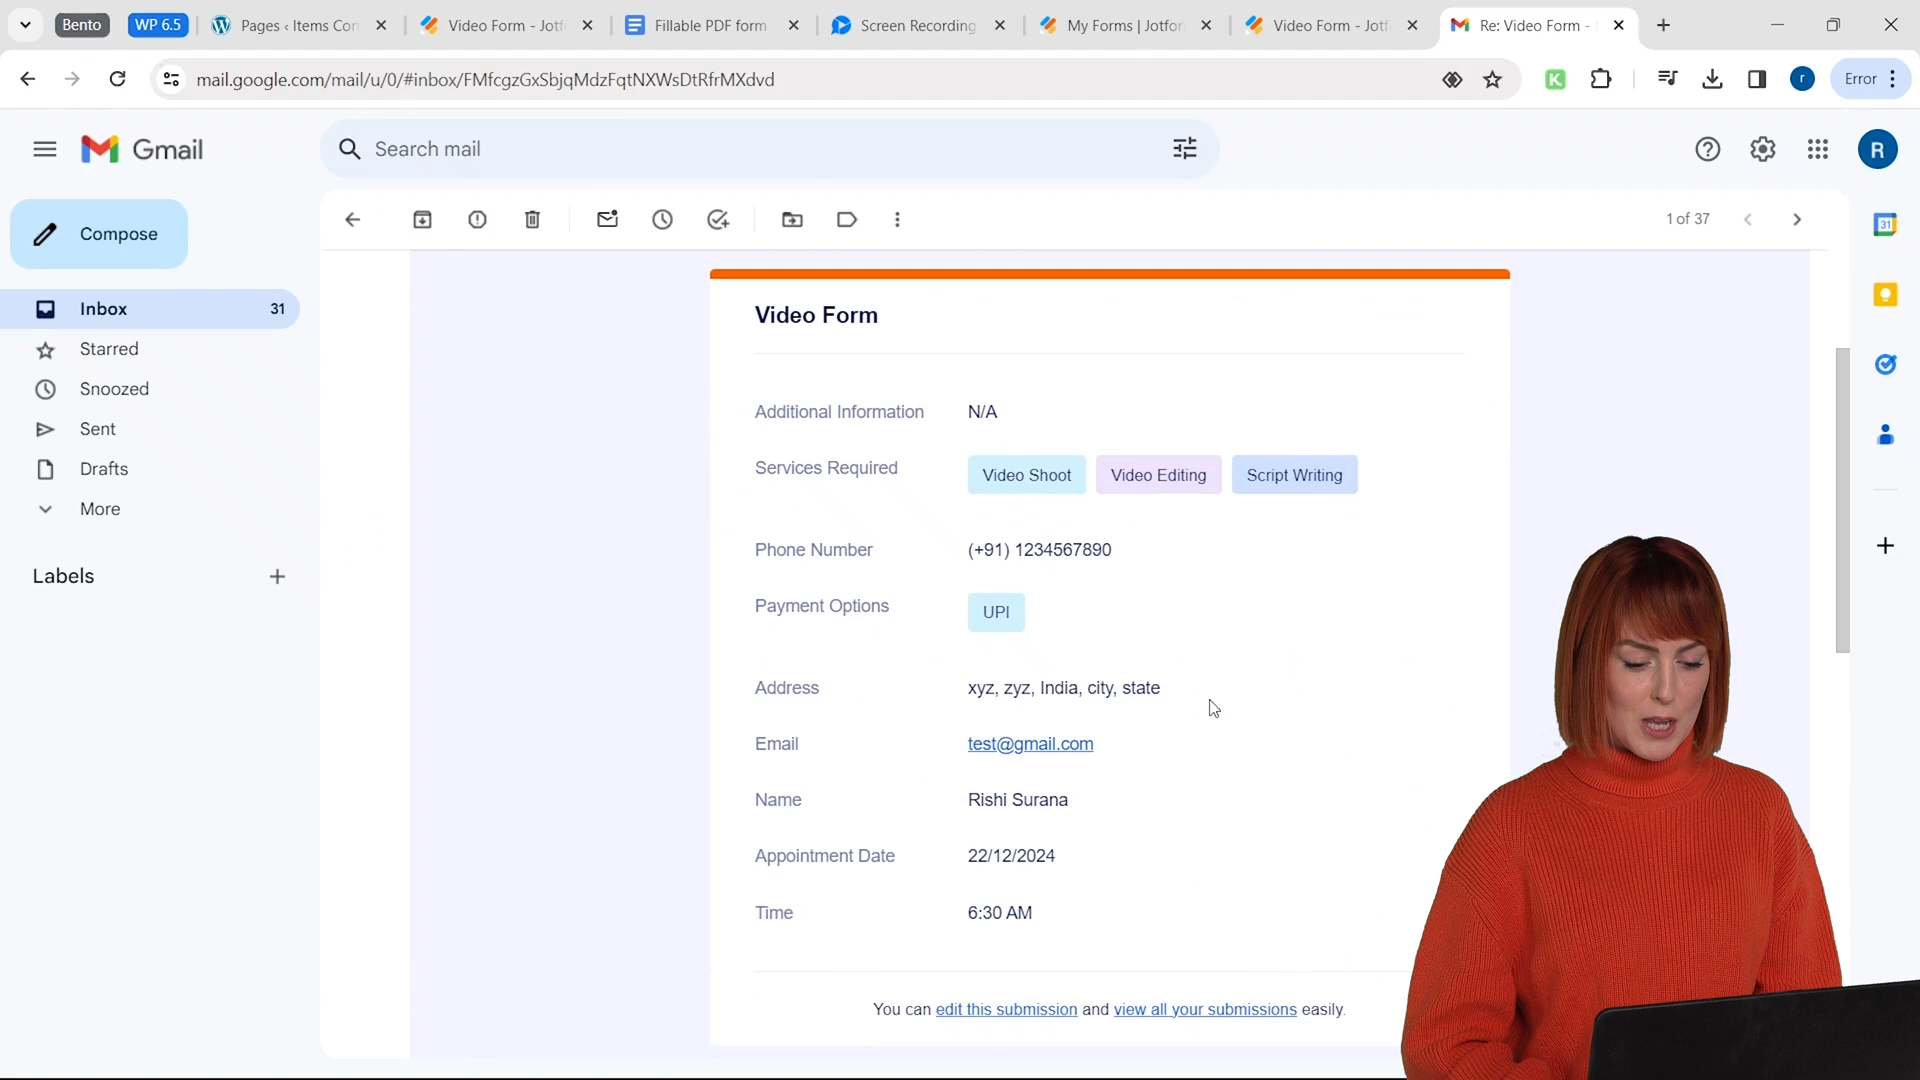 Bento
WP 6.5
Pages ‹ Items Con
Video Form - Jotf
Fillable PDF form
Screen Recording
My Forms | Jotfor
Video Form - Jotf
Re: Video Form -
mail.google.com/mail/u/0/#inbox/FMfcgzGxSbjqMdzFqtNXWsDtRfrMXdvd
K
r
Error
Gmail
Search mail
R
Compose
1 of 37
31
Inbox 31
Starred
Snoozed
Sent
Drafts
More
Labels
Video Form
Additional Information N/A
Services Required Video Shoot Video Editing Script Writing
Phone Number (+91) 1234567890
Payment Options UPI
Address xyz, zyz, India, city, state
Email test@gmail.com
Name Rishi Surana
Appointment Date 22/12/2024
Time 6:30 AM
You can edit this submission and view all your submissions easily.